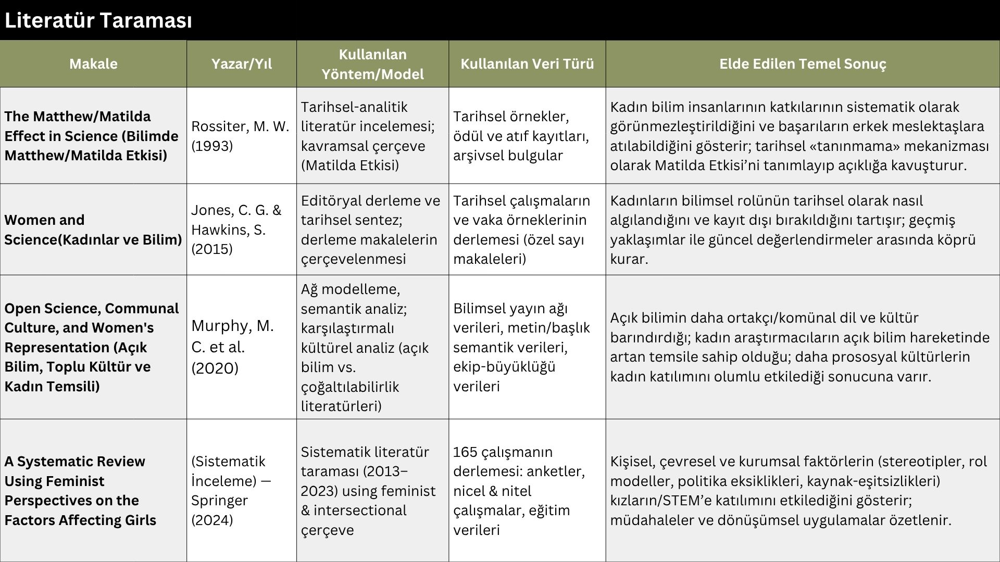 Literatür Taraması
Makale
Yazar/Yıl
Kullanılan
Yöntem/Model
Kullanılan Veri Türü
Elde Edilen Temel Sonuç
The Matthew/Matilda
Effect in Science (Bilimde
Matthew/Matilda Etkisi)
Rossiter, M. W.
(1993)
Tarihsel-analitik
literatür incelemesi;
kavramsal çerçeve
(Matilda Etkisi)
Tarihsel örnekler,
ödül ve atıf kayıtları,
arşivsel bulgular
Kadın bilim insanlarının katkılarının sistematik olarak
görünmezleştirildiğini ve başarıların erkek meslektaşlara
atılabildiğini gösterir; tarihsel «tanınmama» mekanizması
olarak Matilda Etkisi’ni tanımlayıp açıklığa kavuşturur.
Women and
Science(Kadınlar ve Bilim)
Jones, C. G. &
Hawkins, S.
(2015)
Editöryal derleme ve
tarihsel sentez;
derleme makalelerin
çerçevelenmesi
Tarihsel çalışmaların
ve vaka örneklerinin
derlemesi (özel sayı
makaleleri)
Kadınların bilimsel rolünün tarihsel olarak nasıl
algılandığını ve kayıt dışı bırakıldığını tartışır; geçmiş
yaklaşımlar ile güncel değerlendirmeler arasında köprü
kurar.
Open Science, Communal
Culture, and Women's
Representation (Açık
Bilim, Toplu Kültür ve
Kadın Temsili)
Murphy, M.
C. et al.
(2020)
Ağ modelleme,
semantik analiz;
karşılaştırmalı
kültürel analiz (açık
bilim vs.
çoğaltılabilirlik
literatürleri)
Bilimsel yayın ağı
verileri, metin/başlık
semantik verileri,
ekip-büyüklüğü
verileri
Açık bilimin daha ortakçı/komünal dil ve kültür
barındırdığı; kadın araştırmacıların açık bilim hareketinde
artan temsile sahip olduğu; daha prososyal kültürlerin
kadın katılımını olumlu etkilediği sonucuna varır.
A Systematic Review
Using Feminist
Perspectives on the
Factors Affecting Girls
(Sistematik
İnceleme) —
Springer
(2024)
Sistematik literatür
taraması (2013–
2023) using feminist
& intersectional
çerçeve
165 çalışmanın
derlemesi: anketler,
nicel & nitel
çalışmalar, eğitim
verileri
Kişisel, çevresel ve kurumsal faktörlerin (stereotipler, rol
modeller, politika eksiklikleri, kaynak-eşitsizlikleri)
kızların/STEM’e katılımını etkilediğini gösterir;
müdahaleler ve dönüşümsel uygulamalar özetlenir.